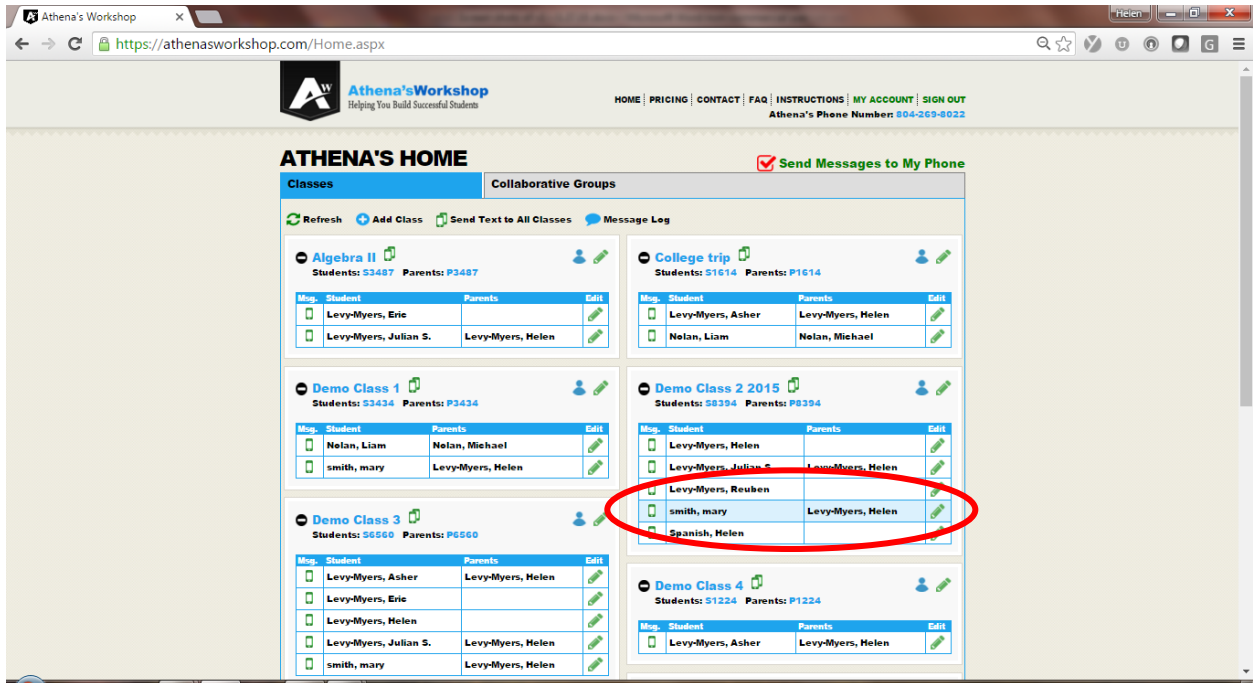 Athena's Workshop
Helen
https://athenasworkshop.com/Home.aspx
AW
Athena'sWorkshop
Helping You Build Successful Students
HOME PRICING CONTACT FAQ INSTRUCTIONS MY ACCOUNT SIGN OUT
Athena's Phone Number: 804-269-8022
ATHENA'S HOME
Send Messages to My Phone
Classes Collaborative Groups
Refresh Add Class Send Text to All Classes Message Log
Algebra II
Students: S3487 Parents: P3487
Msg. Student Parents Edit
Levy-Myers, Eric
Levy-Myers, Julian S. Levy-Myers, Helen
College trip
Students: S1614 Parents: P1614
Msg. Student Parents Edit
Levy-Myers, Asher Levy-Myers, Helen
Nolan, Liam Nolan, Michael
Demo Class 1
Students: S3434 Parents: P3434
Msg. Student Parents Edit
Nolan, Liam Nolan, Michael
smith, mary Levy-Myers, Helen
Demo Class 2 2015
Students: S8394 Parents: P8394
Msg. Student Parents Edit
Levy-Myers, Helen
Levy-Myers, Julian S. Levy-Myers, Helen
Levy-Myers, Reuben
smith, mary Levy-Myers, Helen
Spanish, Helen
Demo Class 3
Students: S6560 Parents: P6560
Msg. Student Parents Edit
Levy-Myers, Asher Levy-Myers, Helen
Levy-Myers, Eric
Levy-Myers, Helen
Levy-Myers, Julian S. Levy-Myers, Helen
smith, mary Levy-Myers, Helen
Demo Class 4
Students: S1224 Parents: P1224
Msg. Student Parents Edit
Levy-Myers, Asher Levy-Myers, Helen